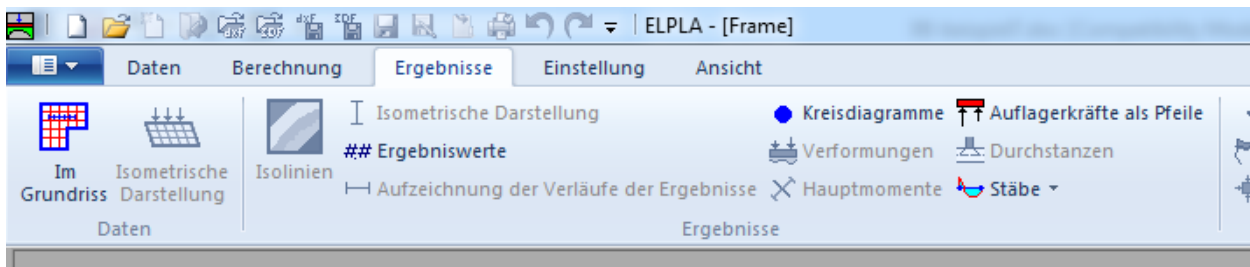 ELPLA - [Frame]
Daten Berechnung Ergebnisse Einstellung Ansicht
Im Grundriss
Isometrische Darstellung
Daten
Isolinien
Isometrische Darstellung
## Ergebniswerte
Aufzeichnung der Verläufe der Ergebnisse
Kreisdiagramme
Verformungen
Hauptmomente
Auflagerkräfte als Pfeile
Durchstanzen
Stäbe
Ergebnisse